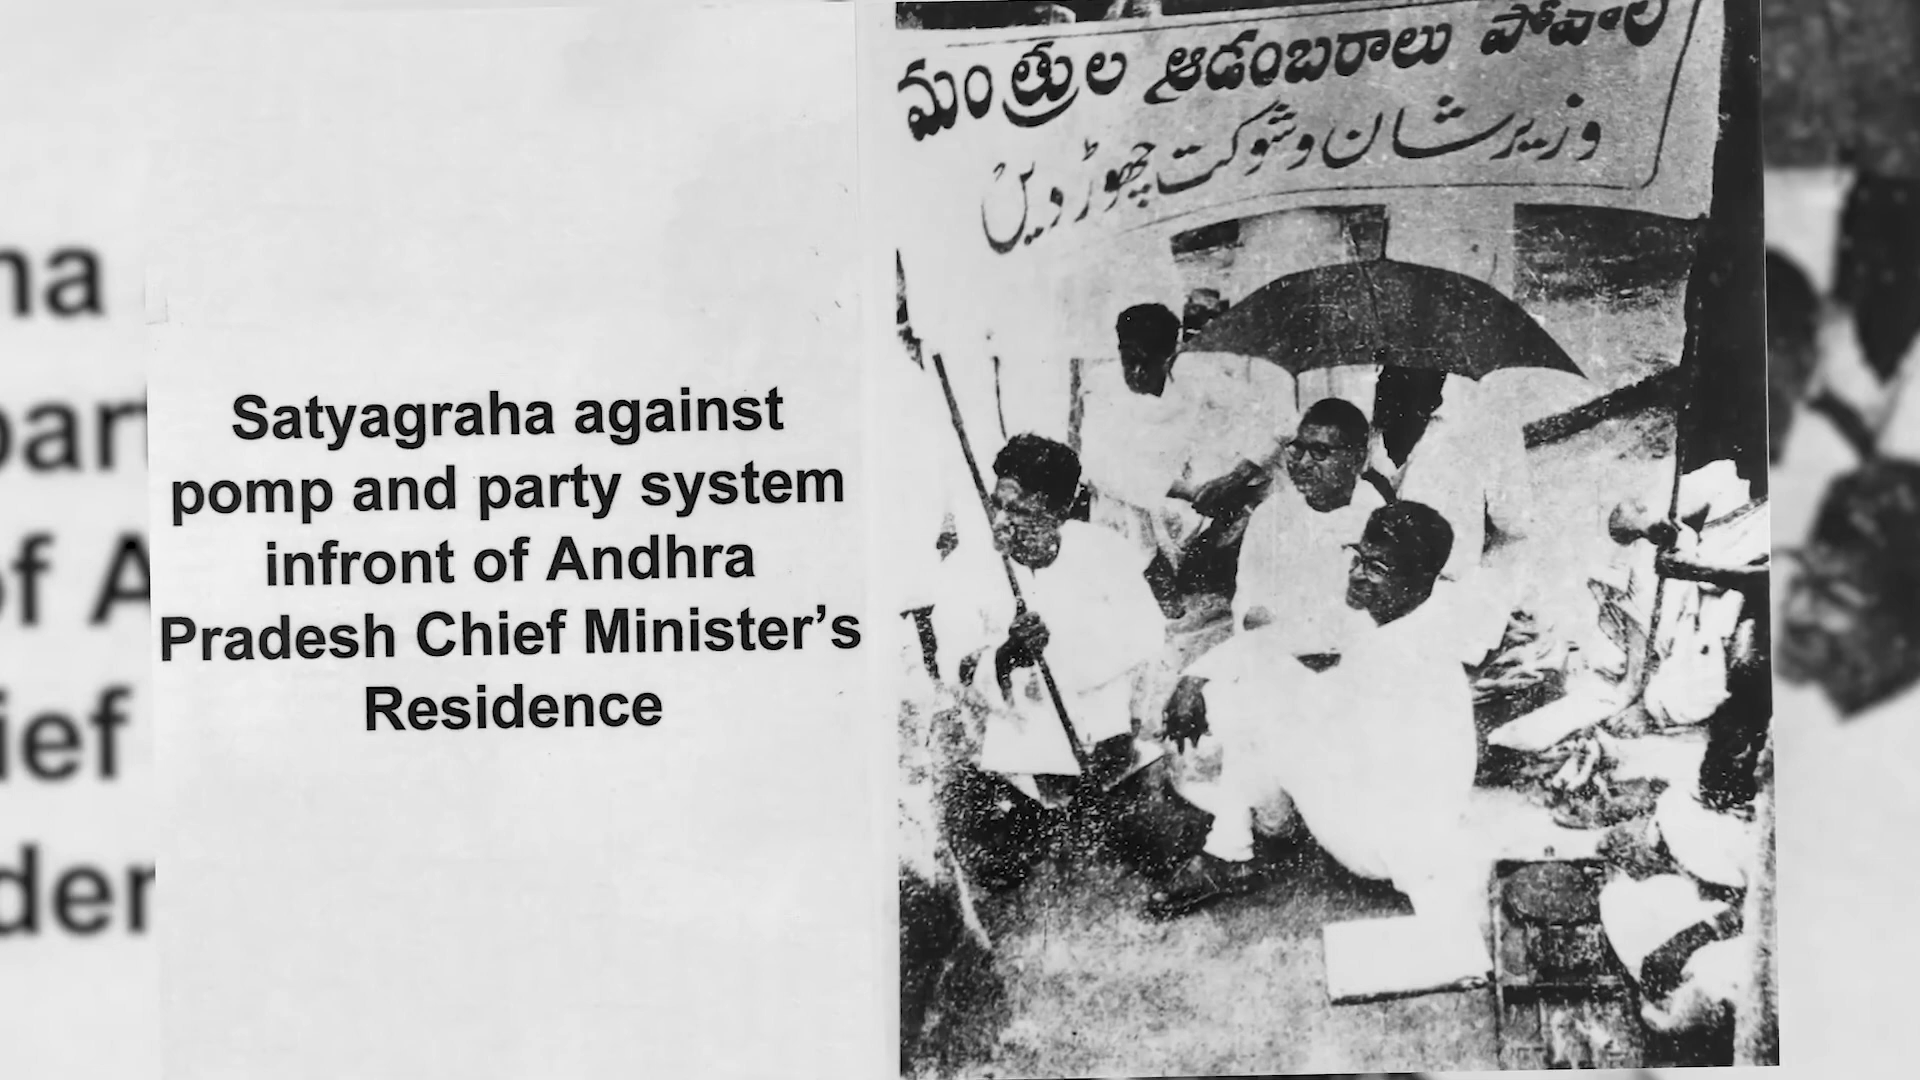 Satyagraha against
pomp and party system
infront of Andhra
Pradesh Chief Minister’s
Residence
మంత్రుల ఆడంబరాలు పోవాలి
وزیر شان و شوکت چھوڑ دیں